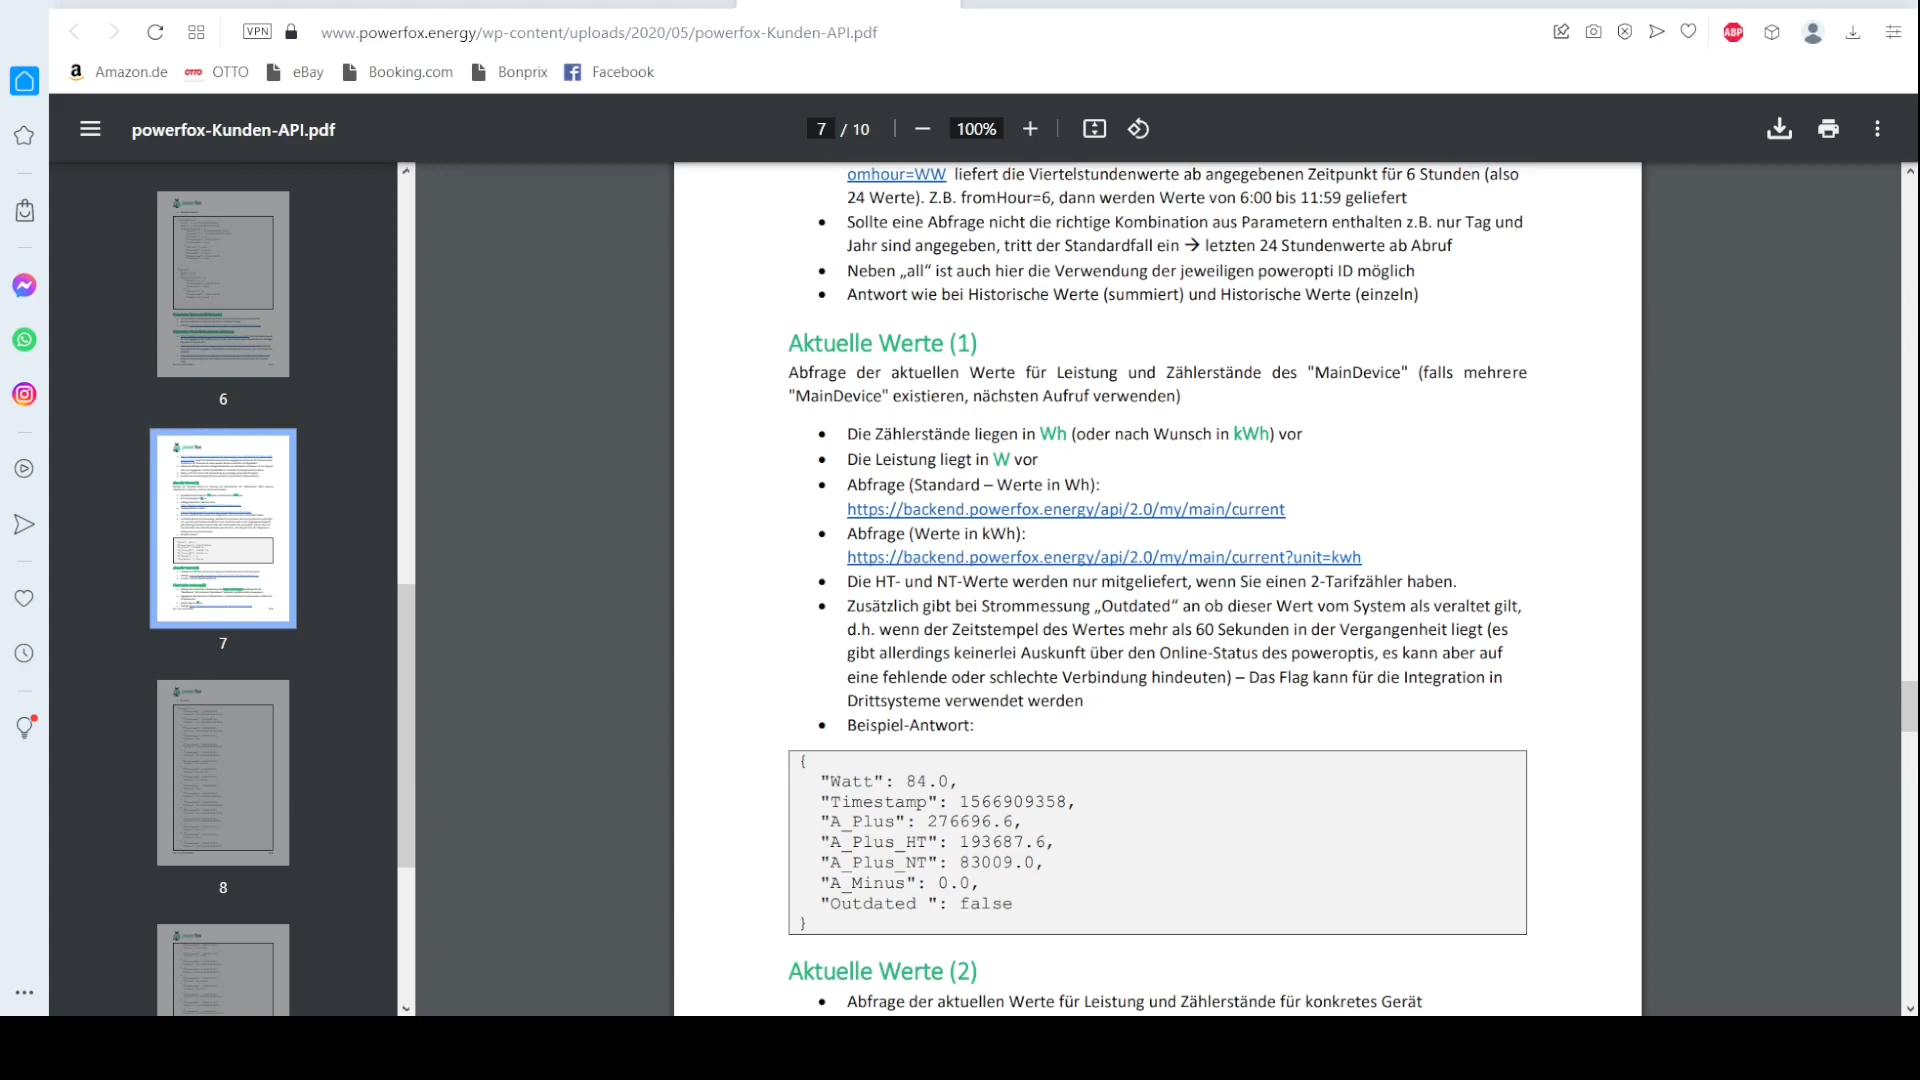 VPN
www.powerfox.energy/wp-content/uploads/2020/05/powerfox-Kunden-API.pdf
ABP
a Amazon.de OTTO OTTO eBay Booking.com Bonprix Facebook
powerfox-Kunden-API.pdf
7 / 10
100%
6
7
8
omhour=WW liefert die Viertelstundenwerte ab angegebenen Zeitpunkt für 6 Stunden (also
24 Werte). Z.B. fromHour=6, dann werden Werte von 6:00 bis 11:59 geliefert
• Sollte eine Abfrage nicht die richtige Kombination aus Parametern enthalten z.B. nur Tag und
Jahr sind angegeben, tritt der Standardfall ein → letzten 24 Stundenwerte ab Abruf
• Neben „all“ ist auch hier die Verwendung der jeweiligen poweropti ID möglich
• Antwort wie bei Historische Werte (summiert) und Historische Werte (einzeln)
Aktuelle Werte (1)
Abfrage der aktuellen Werte für Leistung und Zählerstände des "MainDevice" (falls mehrere
"MainDevice" existieren, nächsten Aufruf verwenden)
• Die Zählerstände liegen in Wh (oder nach Wunsch in kWh) vor
• Die Leistung liegt in W vor
• Abfrage (Standard – Werte in Wh):
https://backend.powerfox.energy/api/2.0/my/main/current
• Abfrage (Werte in kWh):
https://backend.powerfox.energy/api/2.0/my/main/current?unit=kwh
• Die HT- und NT-Werte werden nur mitgeliefert, wenn Sie einen 2-Tarifzähler haben.
• Zusätzlich gibt bei Strommessung „Outdated“ an ob dieser Wert vom System als veraltet gilt,
d.h. wenn der Zeitstempel des Wertes mehr als 60 Sekunden in der Vergangenheit liegt (es
gibt allerdings keinerlei Auskunft über den Online-Status des poweroptis, es kann aber auf
eine fehlende oder schlechte Verbindung hindeuten) – Das Flag kann für die Integration in
Drittsysteme verwendet werden
• Beispiel-Antwort:
{
"Watt": 84.0,
"Timestamp": 1566909358,
"A_Plus": 276696.6,
"A_Plus_HT": 193687.6,
"A_Plus_NT": 83009.0,
"A_Minus": 0.0,
"Outdated ": false
}
Aktuelle Werte (2)
• Abfrage der aktuellen Werte für Leistung und Zählerstände für konkretes Gerät